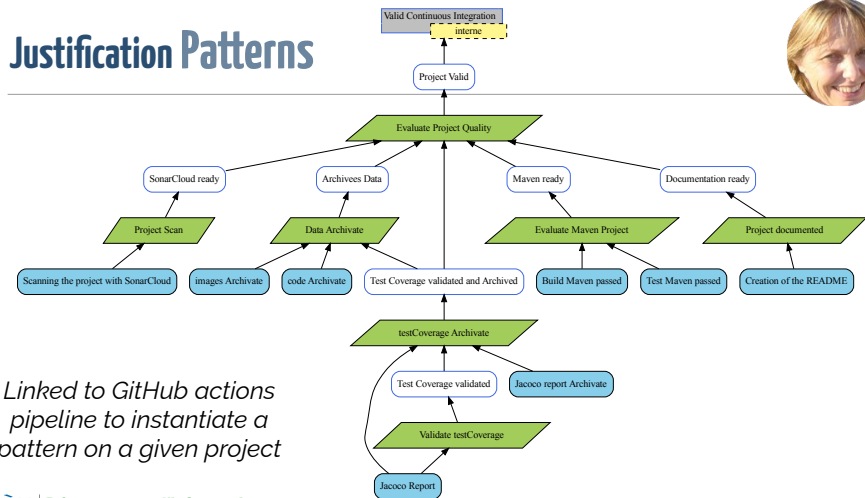 Valid Continuous Integration
interne
Justification Patterns
Project Valid
Evaluate Project Quality
SonarCloud ready
Archivees Data
Maven ready
Documentation ready
Project Scan
Data Archivate
Evaluate Maven Project
Project documented
Scanning the project with SonarCloud
images Archivate
code Archivate
Test Coverage validated and Archived
Build Maven passed
Test Maven passed
Creation of the README
testCoverage Archivate
Linked to GitHub actions
pipeline to instantiate a
pattern on a given project
Test Coverage validated
Jacoco report Archivate
Validate testCoverage
Jacoco Report